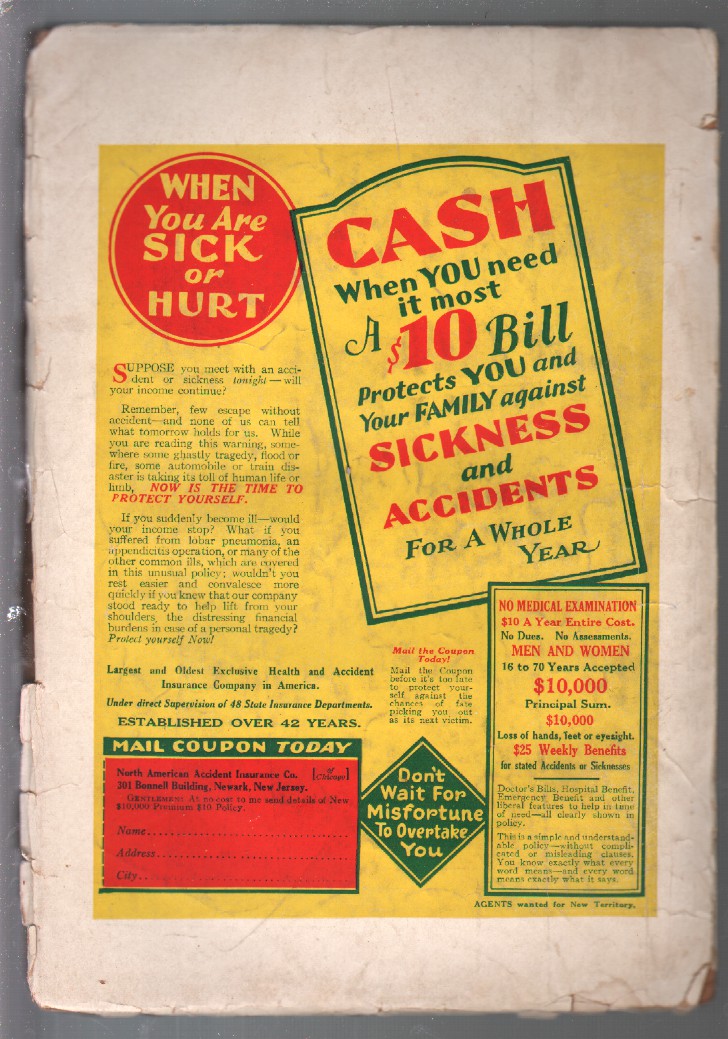 WHEN
You Are
SICK
or
HURT
CASH
When YOU need
it most
A $10 Bill
Protects YOU and
Your FAMILY against
SICKNESS
and
ACCIDENTS
FOR A WHOLE
YEAR
SUPPOSE you meet with an acci-
dent or sickness tonight—will
your income continue?
Remember, few escape without
accident—and none of us can tell
what tomorrow holds for us. While
you are reading this warning, some-
where some ghastly tragedy, flood or
fire, some automobile or train dis-
aster is taking its toll of human life or
limb. NOW IS THE TIME TO
PROTECT YOURSELF.
If you suddenly become ill—would
your income stop? What if you
suffered from lobar pneumonia, an
appendicitis operation, or many of the
other common ills, which are covered
in this unusual policy; wouldn't you
rest easier and convalesce more
quickly if you knew that our company
stood ready to help lift from your
shoulders, the distressing financial
burdens in case of a personal tragedy?
Protect yourself Now!
Largest and Oldest Exclusive Health and Accident
Insurance Company in America.
Under direct Supervision of 48 State Insurance Departments.
ESTABLISHED OVER 42 YEARS.
Mail the Coupon
Today!
Mail the Coupon
before it's too late
to protect your-
self against the
chances of fate
picking you out
as its next victim.
MAIL COUPON TODAY
North American Accident Insurance Co. [of Chicago]
301 Bonnell Building, Newark, New Jersey.
GENTLEMEN: At no cost to me send details of New
$10,000 Premium $10 Policy.
Name
Address
City
Don't
Wait For
Misfortune
To Overtake
You
NO MEDICAL EXAMINATION
$10 A Year Entire Cost.
No Dues. No Assessments.
MEN AND WOMEN
16 to 70 Years Accepted
$10,000
Principal Sum.
$10,000
Loss of hands, feet or eyesight.
$25 Weekly Benefits
for stated Accidents or Sicknesses
Doctor's Bills, Hospital Benefit,
Emergency Benefit and other
liberal features to help in time
of need—all clearly shown in
policy.
This is a simple and understand-
able policy—without compli-
cated or misleading clauses.
You know exactly what every
word means—and every word
means exactly what it says.
AGENTS wanted for New Territory.